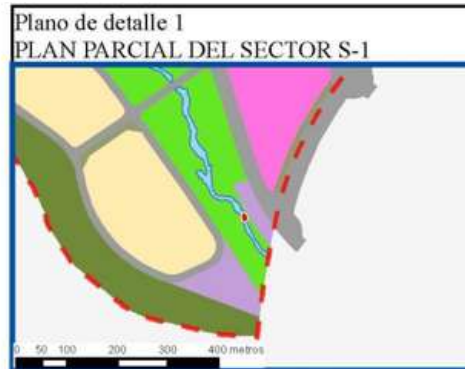 Plano de detalle 1
PLAN PARCIAL DEL SECTOR S-1
0 50 100 200 300 400 metros